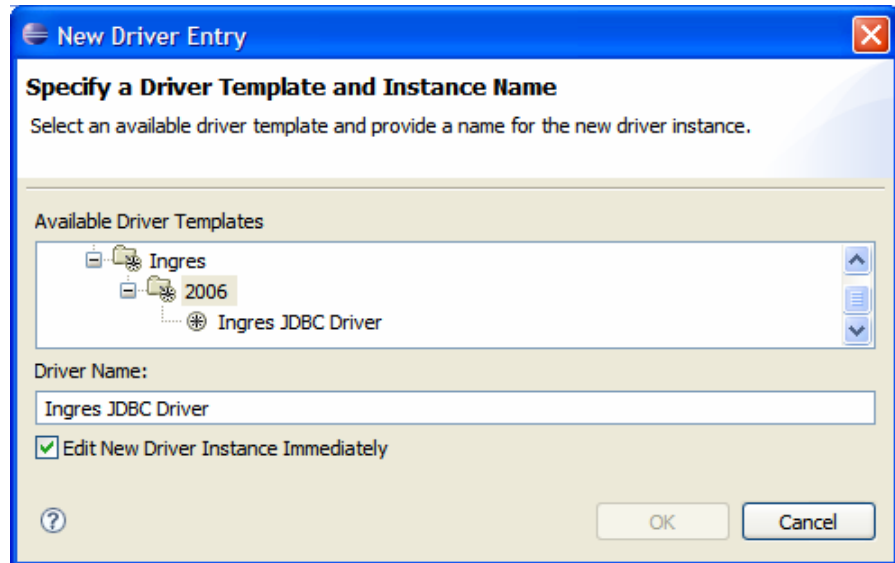 New Driver Entry
Specify a Driver Template and Instance Name
Select an available driver template and provide a name for the new driver instance.
Available Driver Templates
Ingres
2006
Ingres JDBC Driver
Driver Name:
Ingres JDBC Driver
Edit New Driver Instance Immediately
?
OK
Cancel